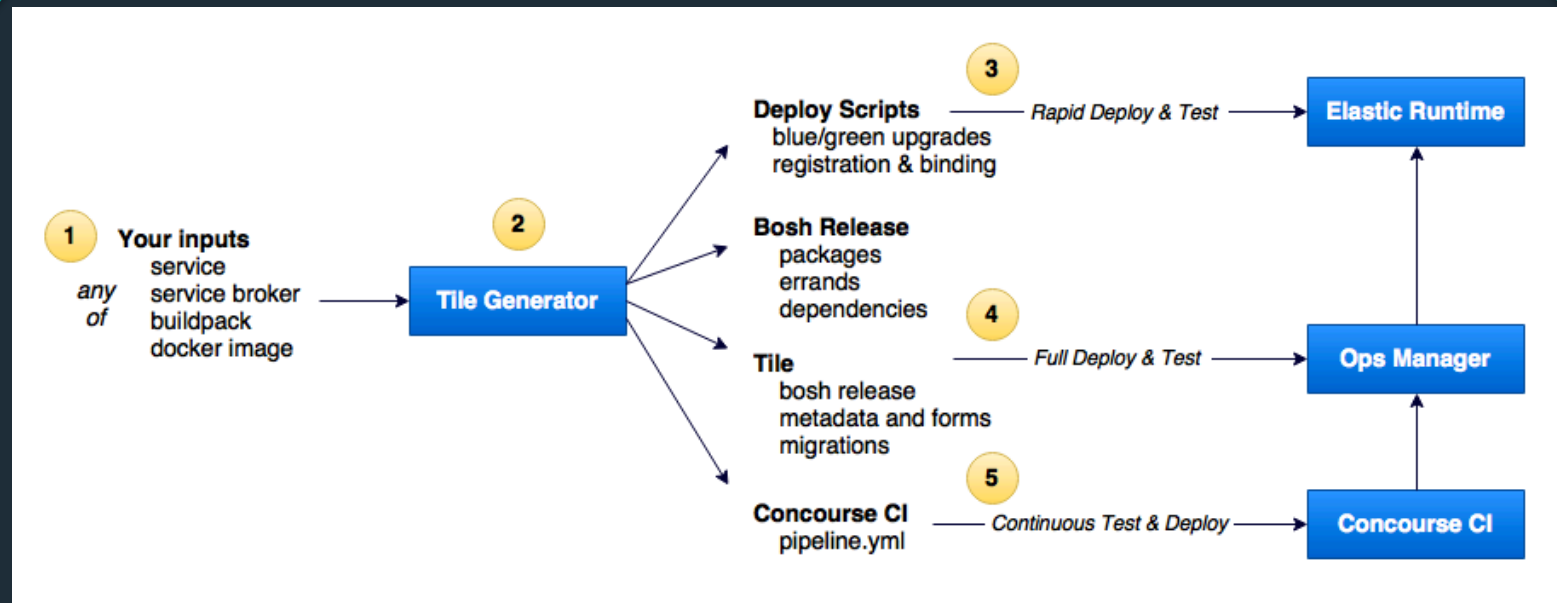 1
Your inputs
any
of
service
service broker
buildpack
docker image
2
Tile Generator
Deploy Scripts
blue/green upgrades
registration & binding
3
Rapid Deploy & Test
Elastic Runtime
Bosh Release
packages
errands
dependencies
Tile
bosh release
metadata and forms
migrations
4
Full Deploy & Test
Ops Manager
Concourse CI
pipeline.yml
5
Continuous Test & Deploy
Concourse CI